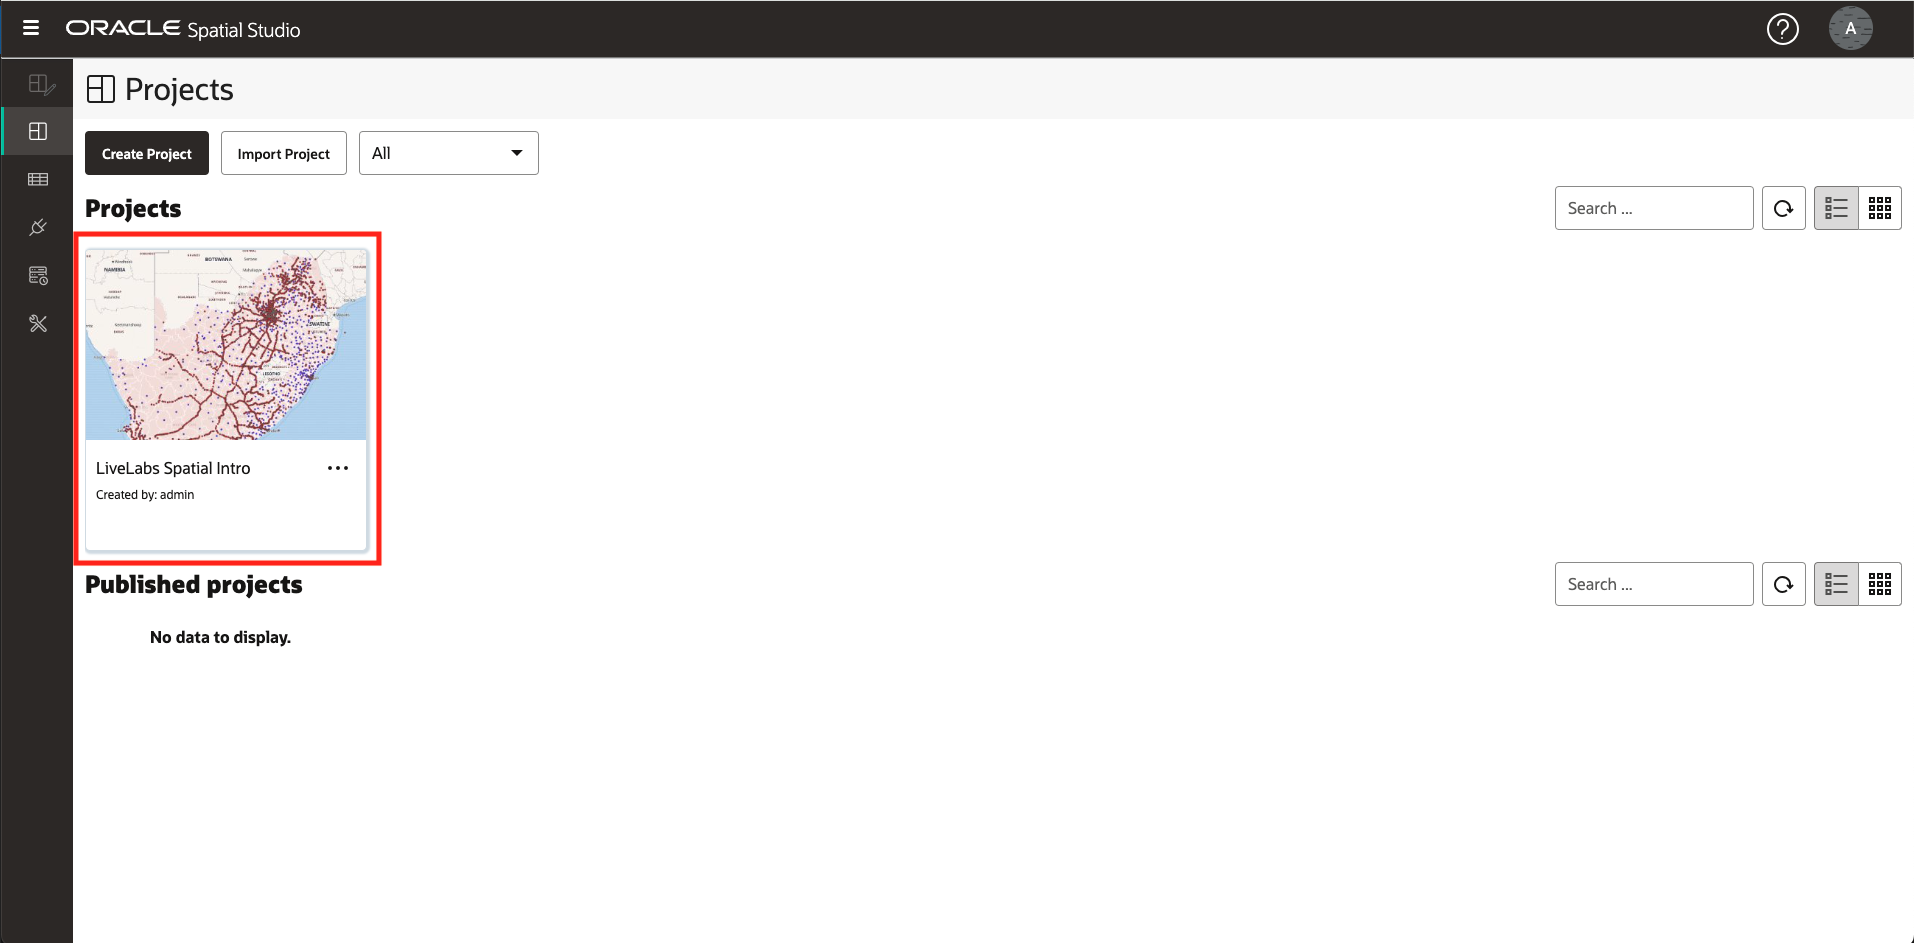 ORACLE Spatial Studio
A
Projects
Create Project
Import Project
All
Projects
Search ...
NAMIBIA
BOTSWANA
LESOTHO
LiveLabs Spatial Intro
Created by: admin
Published projects
Search ...
No data to display.